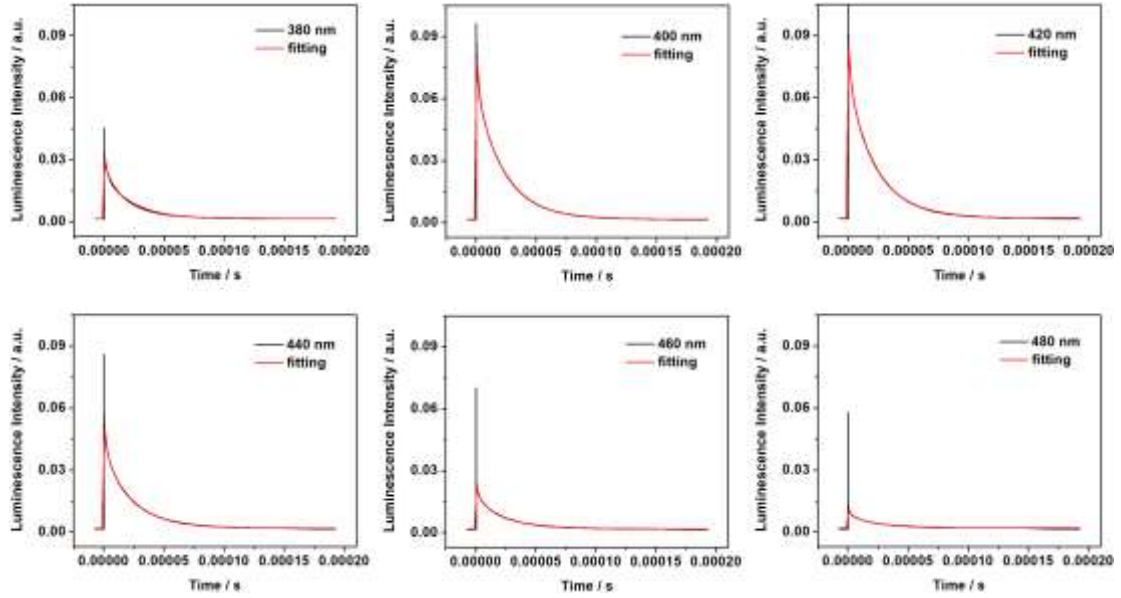 380 nm
fitting
Luminescence Intensity / a.u.
0.09
0.06
0.03
0.00
0.00000 0.00005 0.00010 0.00015 0.00020
Time / s
400 nm
fitting
Luminescence Intensity / a.u.
0.09
0.06
0.03
0.00
0.00000 0.00005 0.00010 0.00015 0.00020
Time / s
420 nm
fitting
Luminescence Intensity / a.u.
0.09
0.06
0.03
0.00
0.00000 0.00005 0.00010 0.00015 0.00020
Time / s
440 nm
fitting
Luminescence Intensity / a.u.
0.09
0.06
0.03
0.00
0.00000 0.00005 0.00010 0.00015 0.00020
Time / s
460 nm
fitting
Luminescence Intensity / a.u.
0.09
0.06
0.03
0.00
0.00000 0.00005 0.00010 0.00015 0.00020
Time / s
480 nm
fitting
Luminescence Intensity / a.u.
0.09
0.06
0.03
0.00
0.00000 0.00005 0.00010 0.00015 0.00020
Time / s